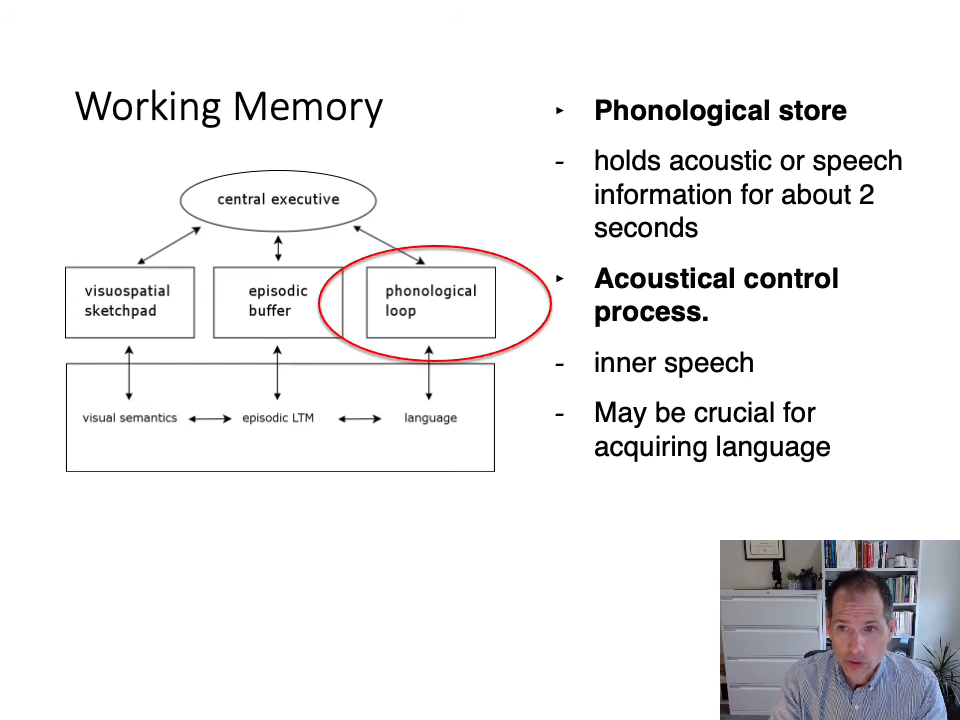 Working Memory
central executive
visuospatial
sketchpad
episodic
buffer
phonological
loop
visual semantics
episodic LTM
language
‣ Phonological store
- holds acoustic or speech
information for about 2
seconds
‣ Acoustical control
process.
- inner speech
- May be crucial for
acquiring language